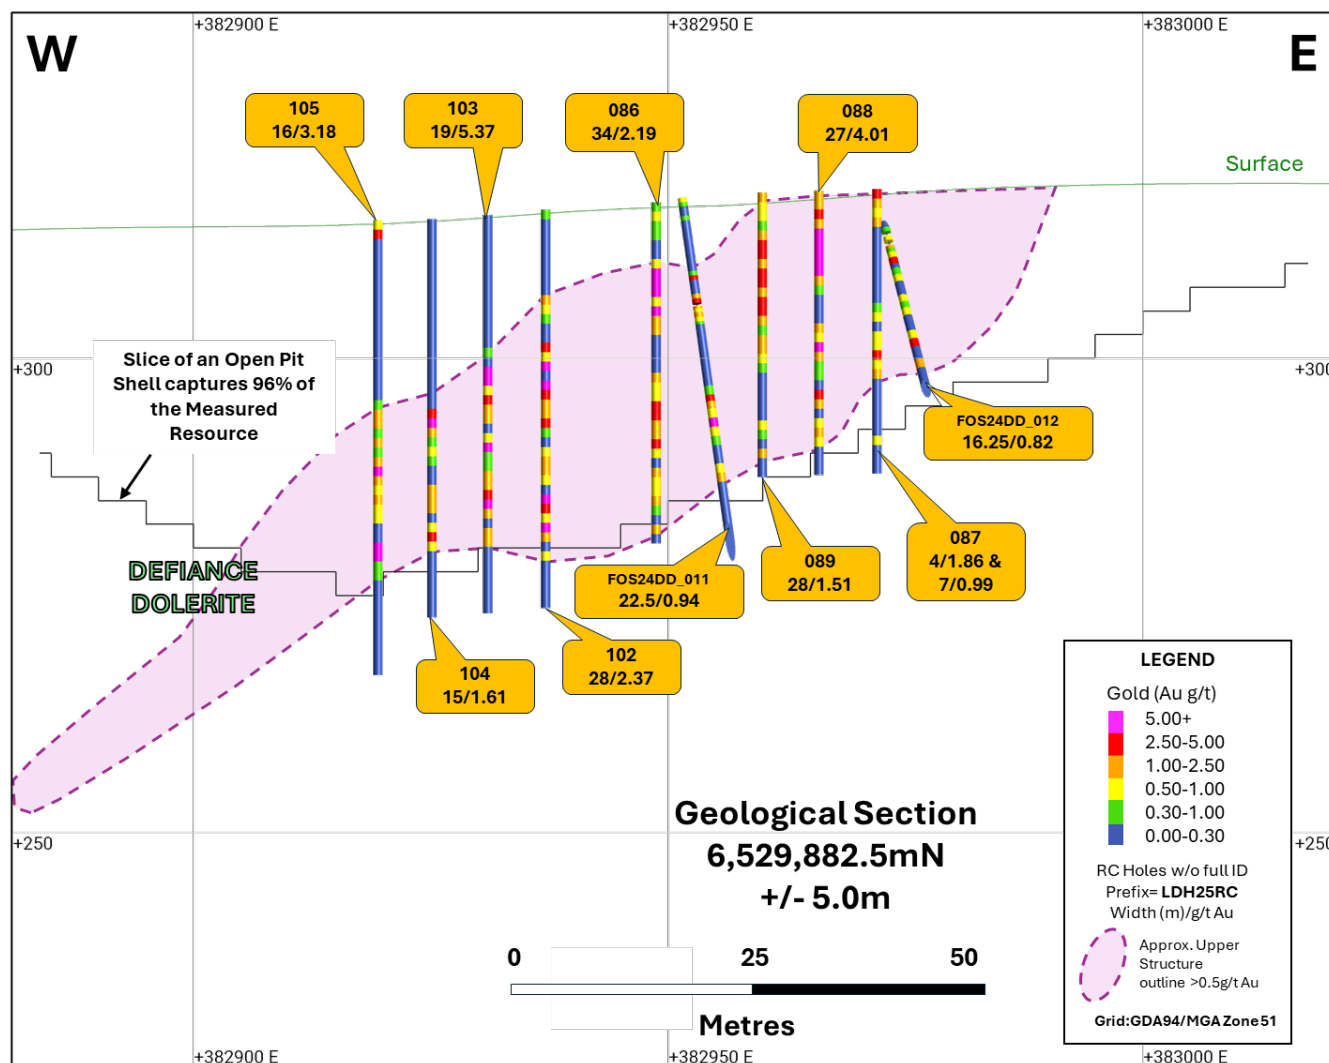 +382900 E
+382950 E
+383000 E
W
E
105
16/3.18
103
19/5.37
086
34/2.19
088
27/4.01
Surface
Slice of an Open Pit
Shell captures 96% of
the Measured
Resource
+300
+300
FOS24DD_012
16.25/0.82
DEFIANCE
DOLERITE
FOS24DD_011
22.5/0.94
089
28/1.51
087
4/1.86 &
7/0.99
104
15/1.61
102
28/2.37
LEGEND
Gold (Au g/t)
5.00+
2.50-5.00
1.00-2.50
0.50-1.00
0.30-1.00
0.00-0.30
RC Holes w/o full ID
Prefix= LDH25RC
Width (m)/g/t Au
Approx. Upper
Structure
outline >0.5g/t Au
Grid:GDA94/MGA Zone 51
+250
+250
Geological Section
6,529,882.5mN
+/- 5.0m
0
25
50
Metres
+382900 E
+382950 E
+383000 E